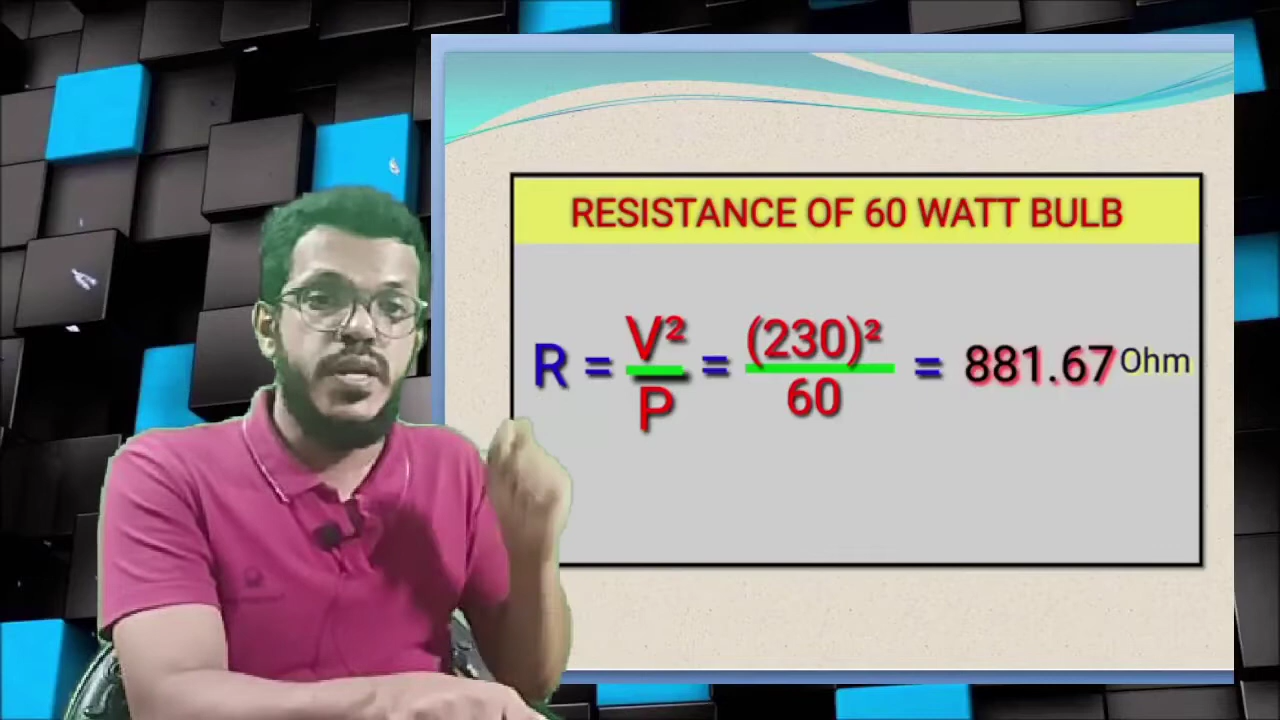 RESISTANCE OF 60 WATT BULB
R = V²/P = (230)²/60 = 881.67 Ohm